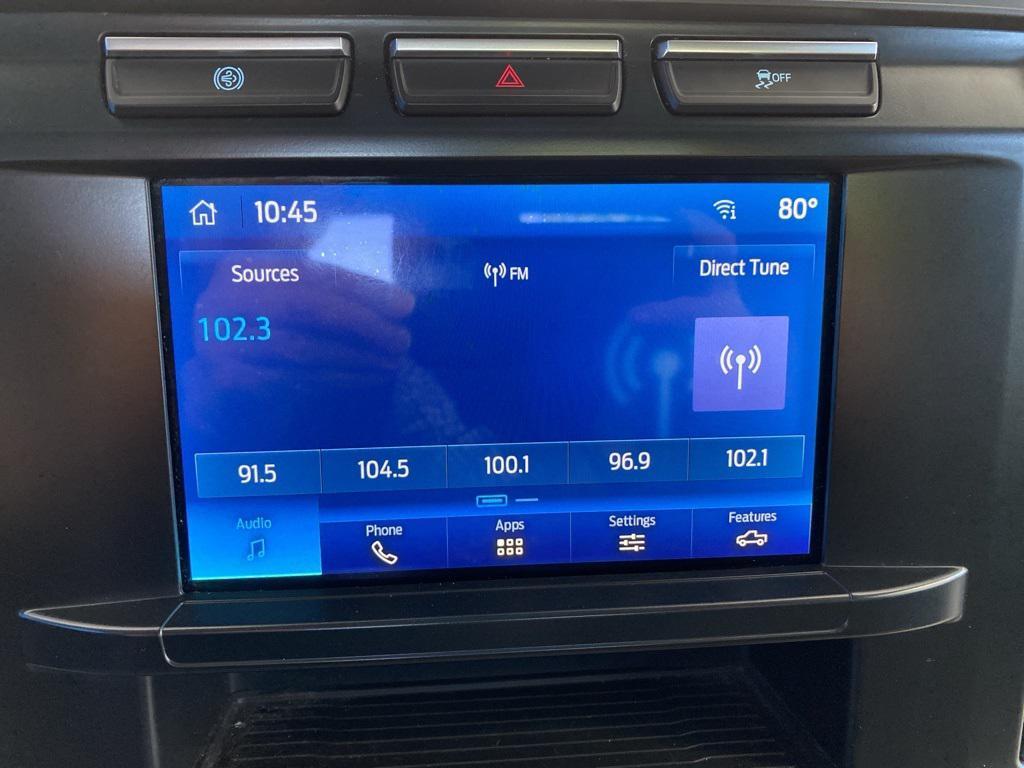 OFF
10:45 80°
Sources FM Direct Tune
102.3
91.5 104.5 100.1 96.9 102.1
Audio Phone Apps Settings Features